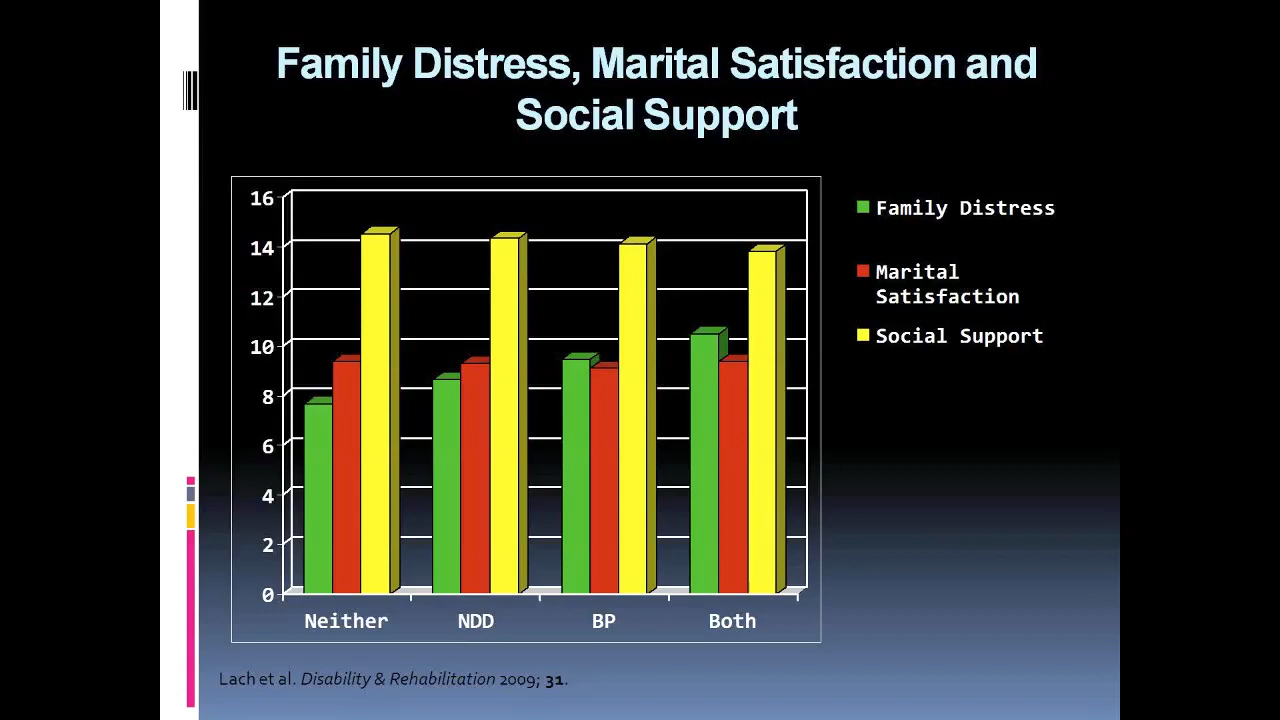 Family Distress, Marital Satisfaction and
Social Support
16
14
12
10
8
6
4
2
0
Neither NDD BP Both
Family Distress
Marital
Satisfaction
Social Support
Lach et al. Disability & Rehabilitation 2009; 31.